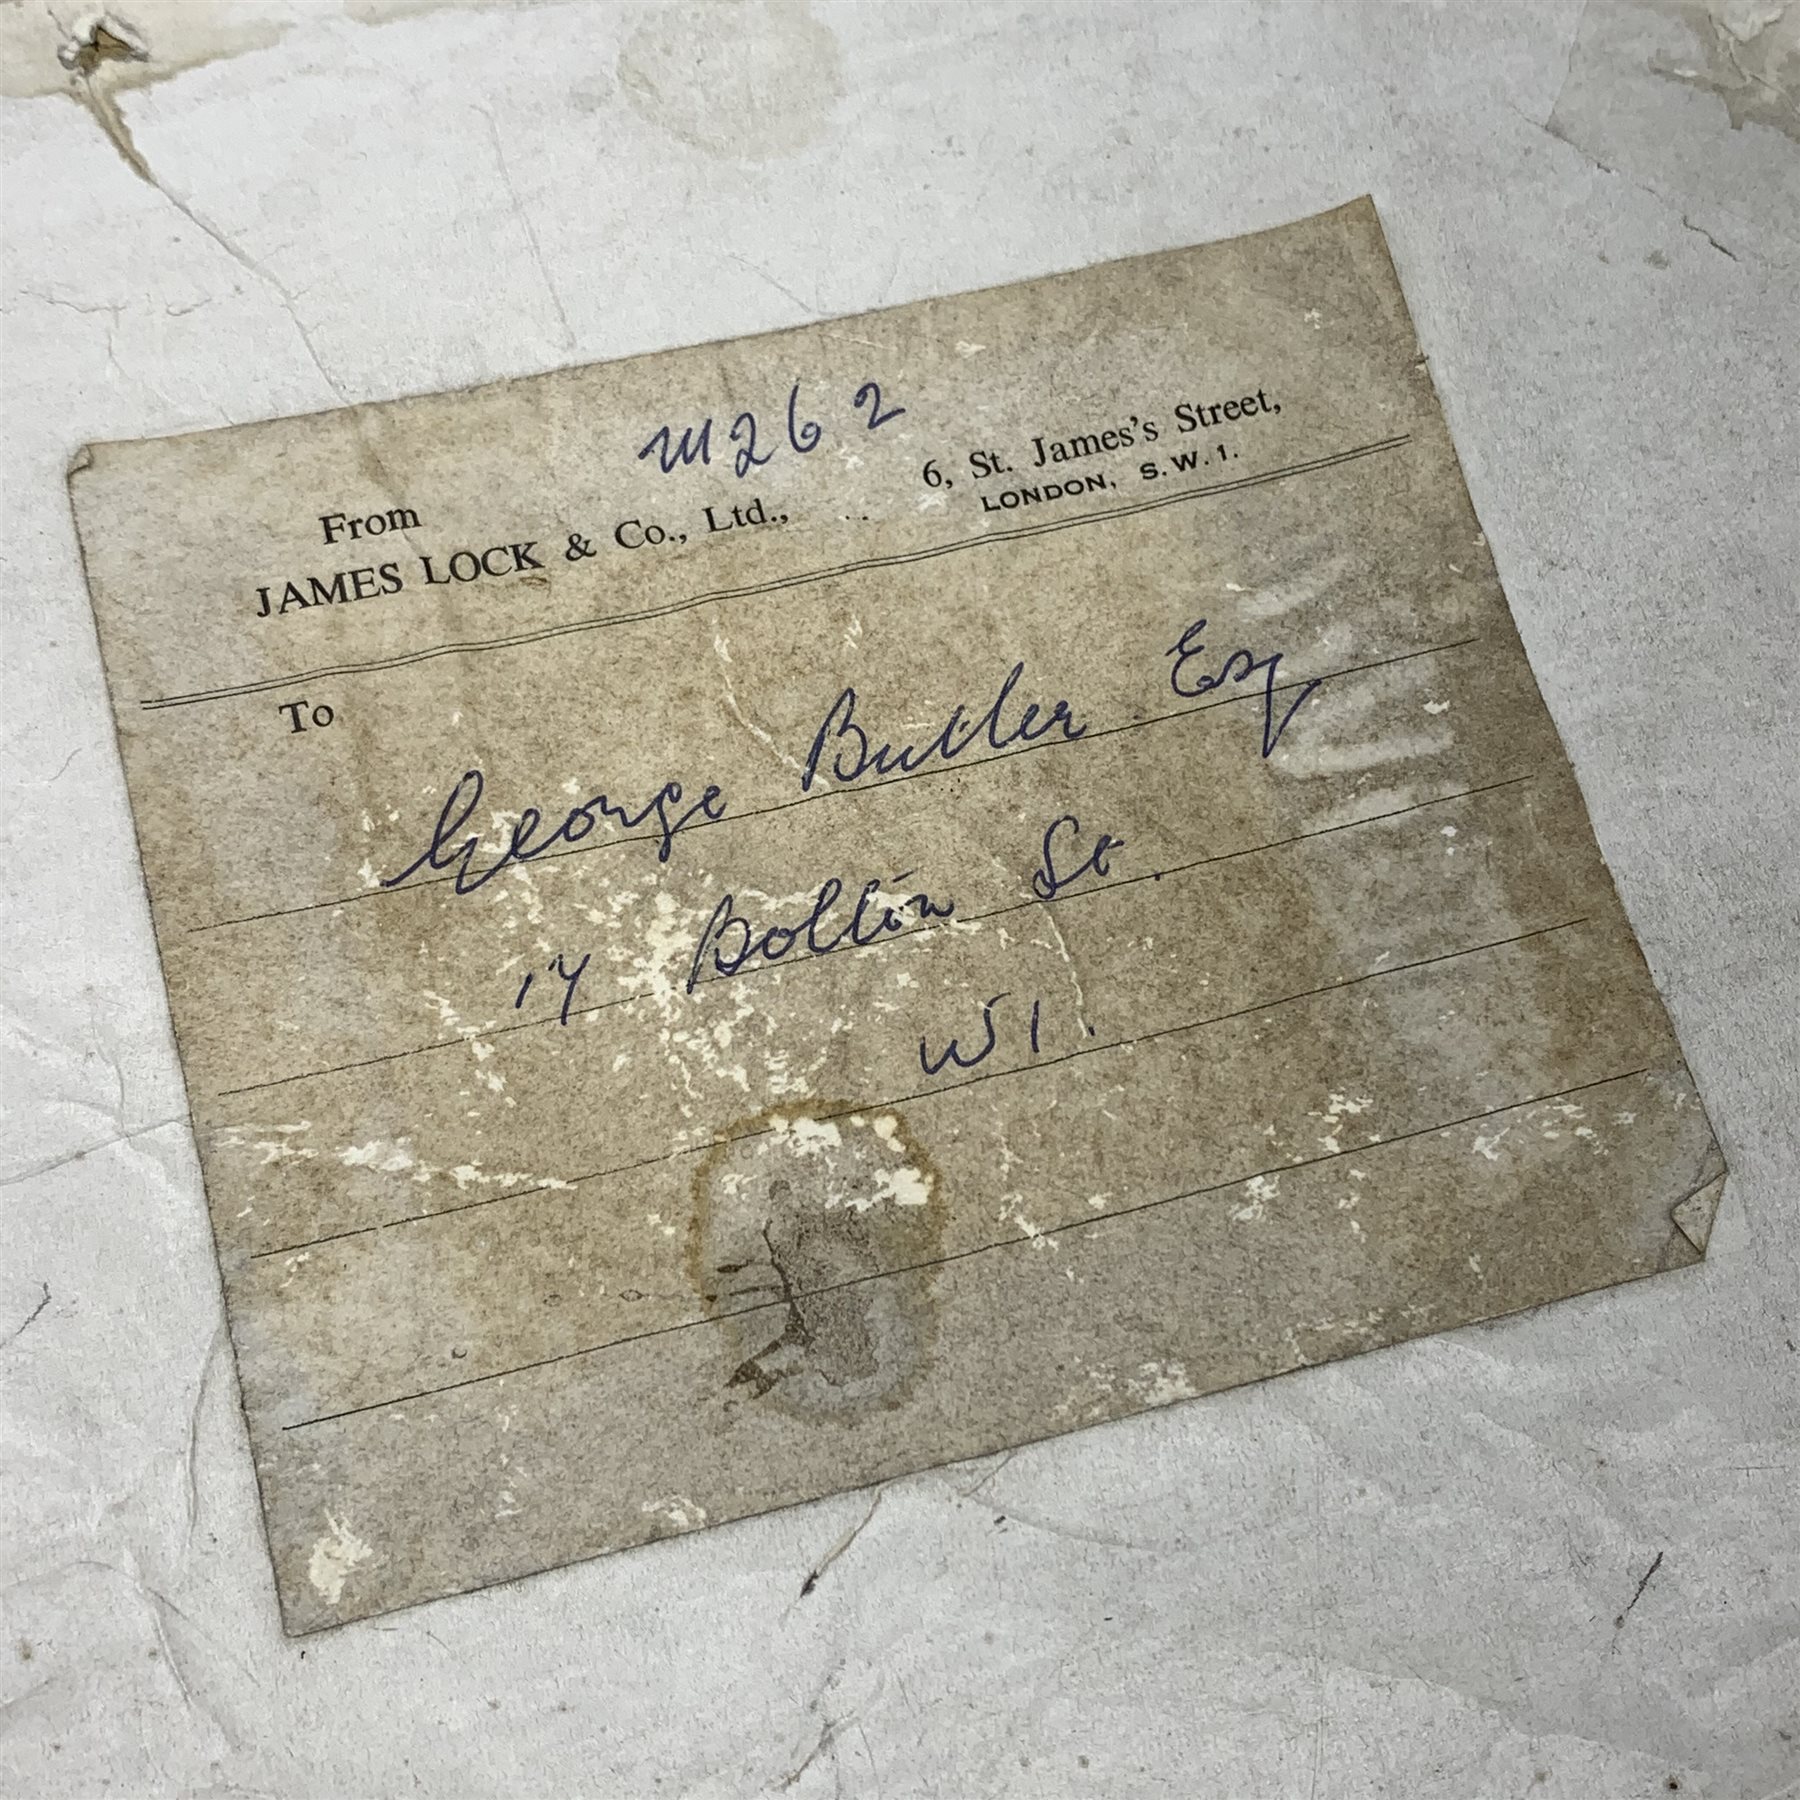 M262
From
JAMES LOCK & Co., Ltd.,
6, St. James's Street,
LONDON, S.W.1.
To
George Butler Esq
17 Bolton St.
W1.